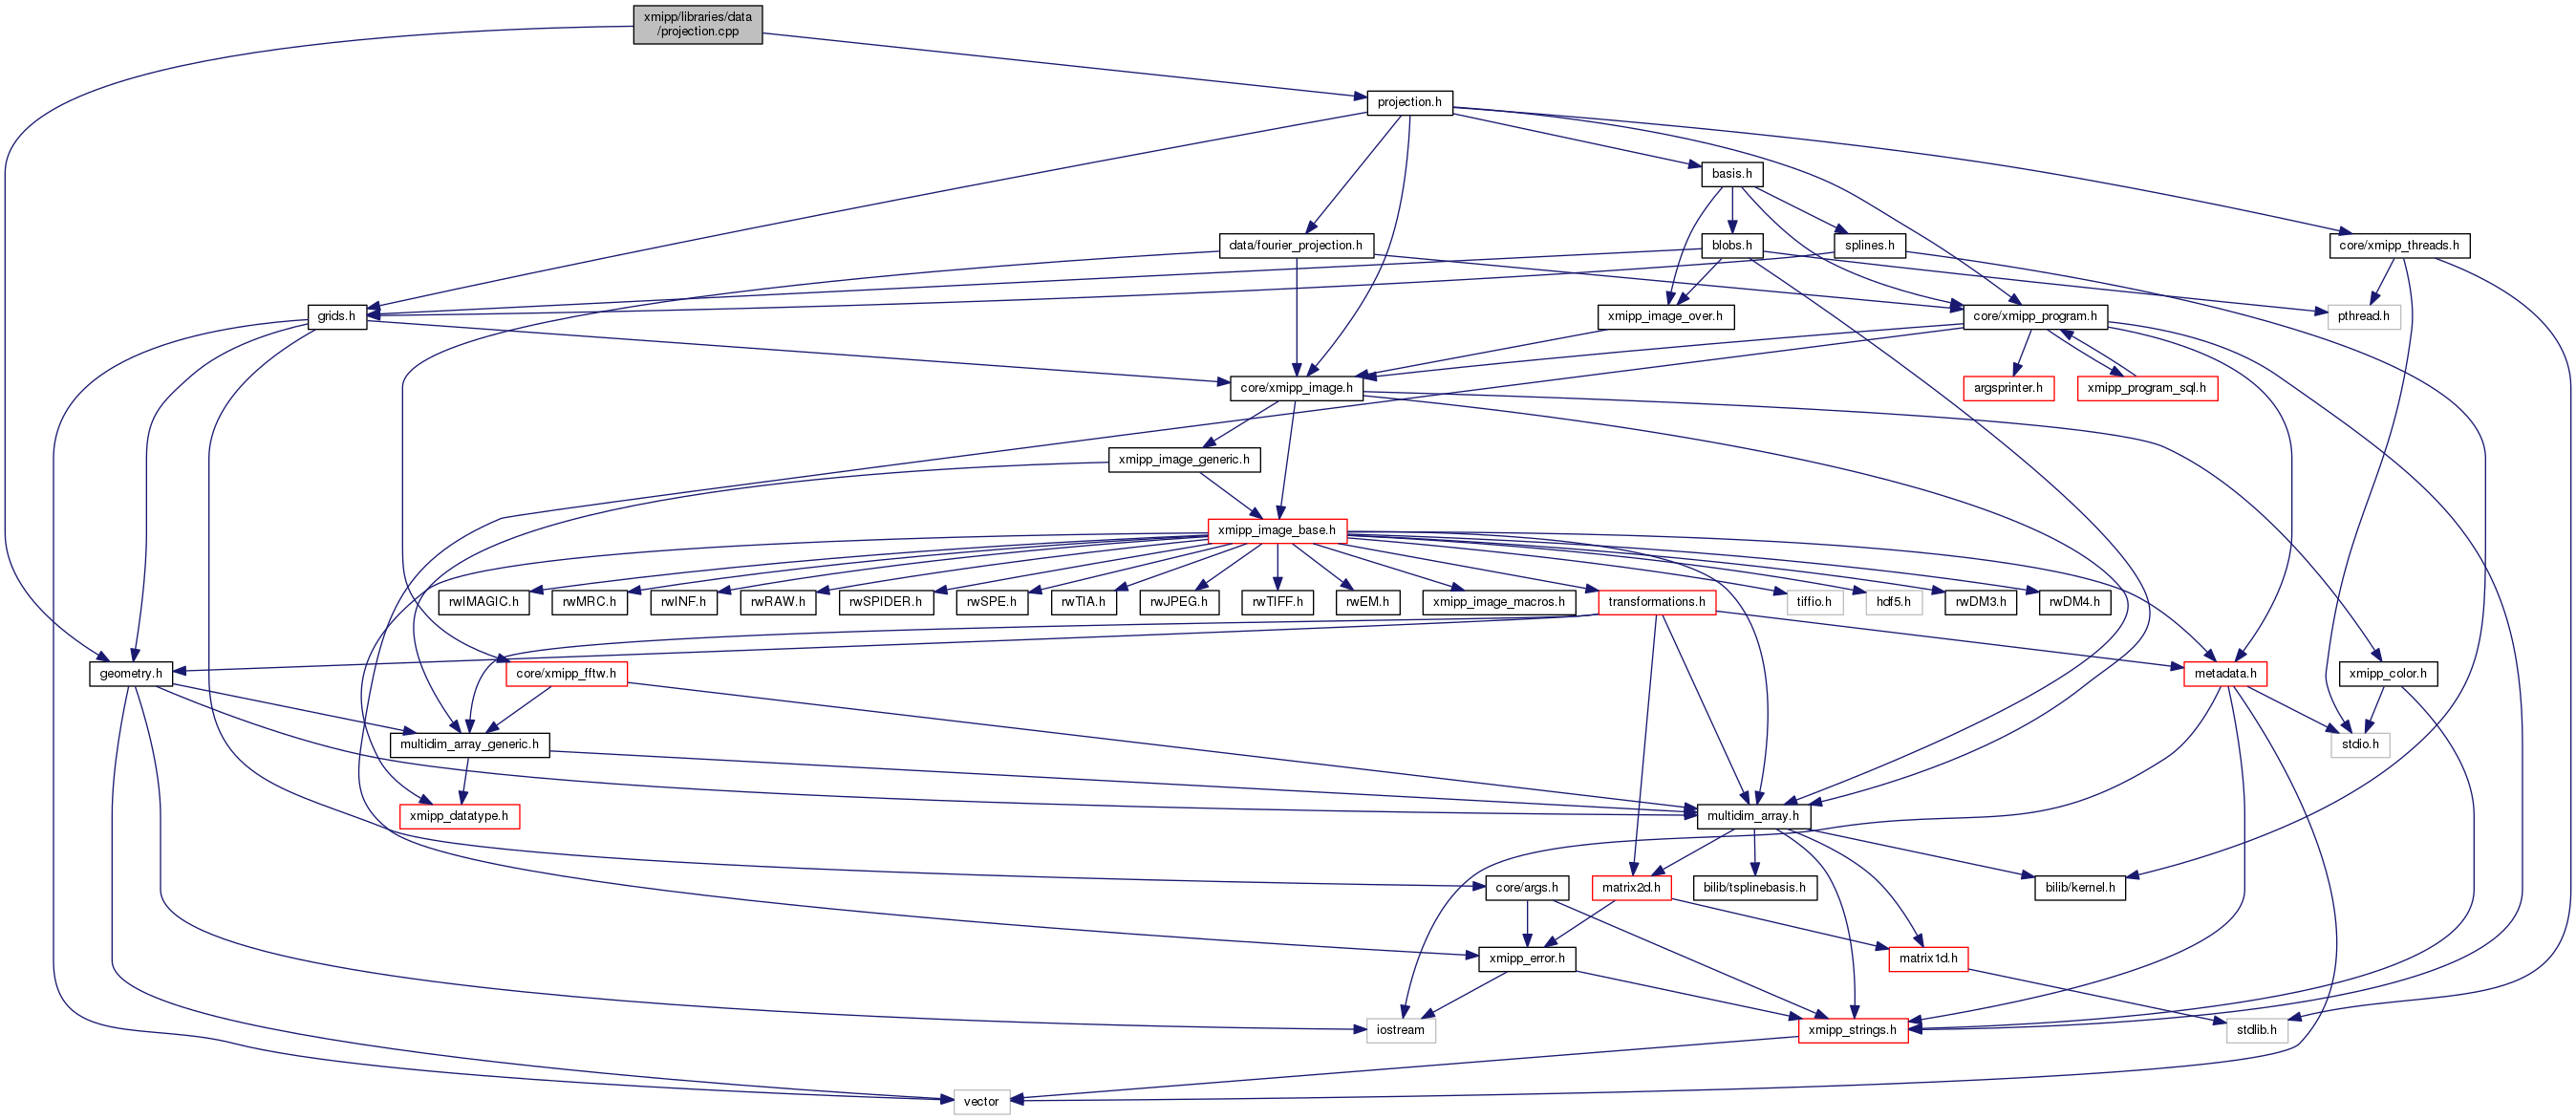 xmipp/libraries/data
/projection.cpp
projection.h
basis.h
data/fourier_projection.h
blobs.h
splines.h
core/xmipp_threads.h
grids.h
xmipp_image_over.h
core/xmipp_program.h
pthread.h
core/xmipp_image.h
argsprinter.h
xmipp_program_sql.h
xmipp_image_generic.h
xmipp_image_base.h
rwIMAGIC.h
rwMRC.h
rwINF.h
rwRAW.h
rwSPIDER.h
rwSPE.h
rwTIA.h
rwJPEG.h
rwTIFF.h
rwEM.h
xmipp_image_macros.h
transformations.h
tiffio.h
hdf5.h
rwDM3.h
rwDM4.h
geometry.h
core/xmipp_fftw.h
metadata.h
xmipp_color.h
multidim_array_generic.h
stdio.h
xmipp_datatype.h
multidim_array.h
core/args.h
matrix2d.h
bilib/tsplinebasis.h
bilib/kernel.h
xmipp_error.h
matrix1d.h
iostream
xmipp_strings.h
stdlib.h
vector